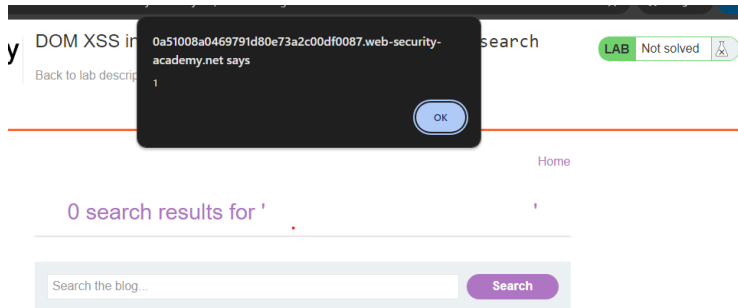 DOM XSS in
search
Back to lab descrip
0a51008a0469791d80e73a2c00df0087.web-security-
academy.net says
1
OK
LAB Not solved
Home
0 search results for ' '
Search the blog...
Search